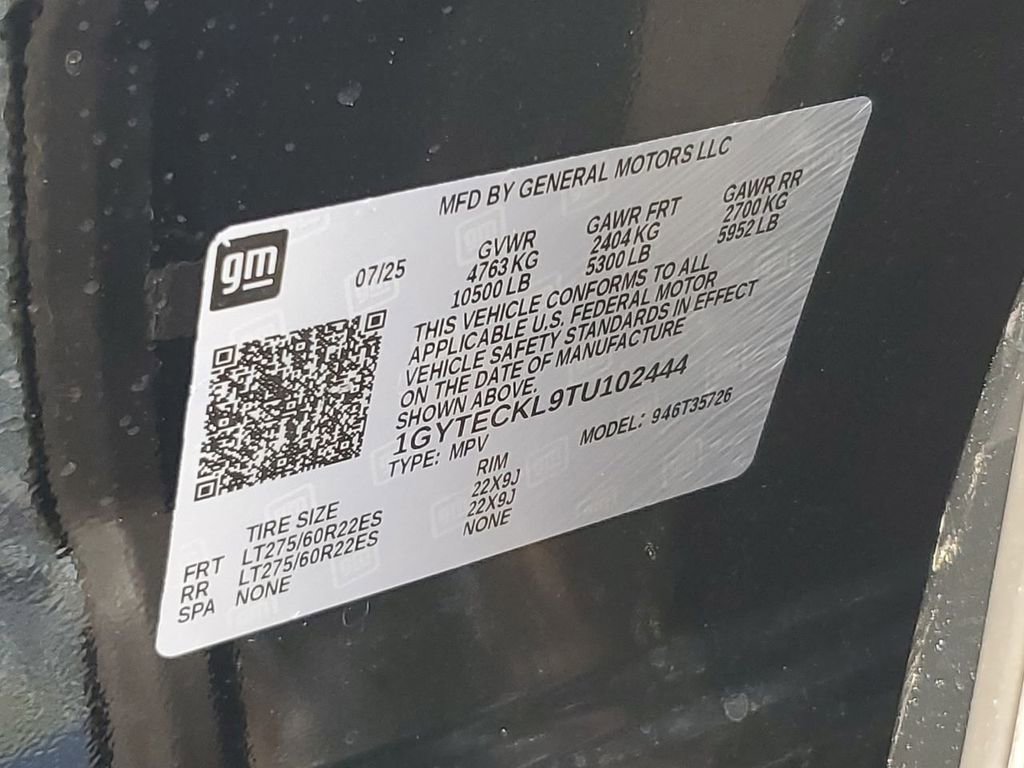 MFD BY GENERAL MOTORS LLC
gm
07/25
GVWR
4763 KG
10500 LB
GAWR FRT
2404 KG
5300 LB
GAWR RR
2700 KG
5952 LB
THIS VEHICLE CONFORMS TO ALL
APPLICABLE U.S. FEDERAL MOTOR
VEHICLE SAFETY STANDARDS IN EFFECT
ON THE DATE OF MANUFACTURE
SHOWN ABOVE.
1GYTECKL9TU102444
TYPE: MPV
MODEL: 946T35726
TIRE SIZE RIM
FRT LT275/60R22ES 22X9J
RR LT275/60R22ES 22X9J
SPA NONE NONE